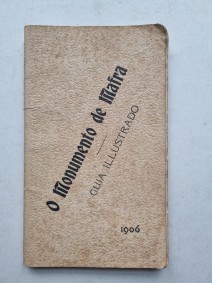 O Monumento de Mafra
GUIA ILLUSTRADO
1906